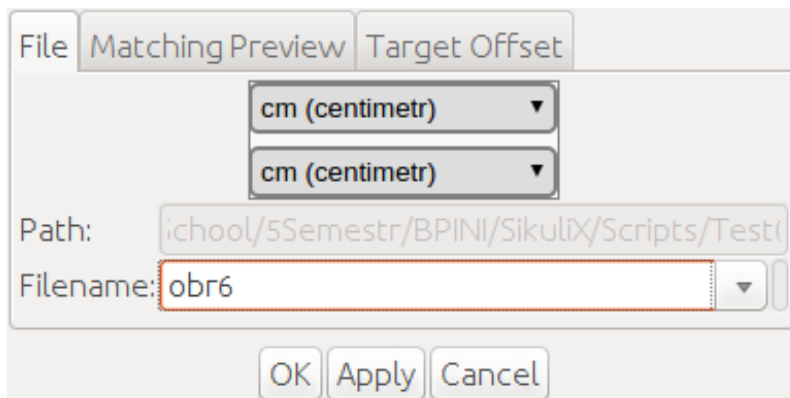 File Matching Preview Target Offset
cm (centimetr)
cm (centimetr)
Path: chool/5Semestr/BPINI/SikuliX/Scripts/Test
Filename: obr6
OK Apply Cancel